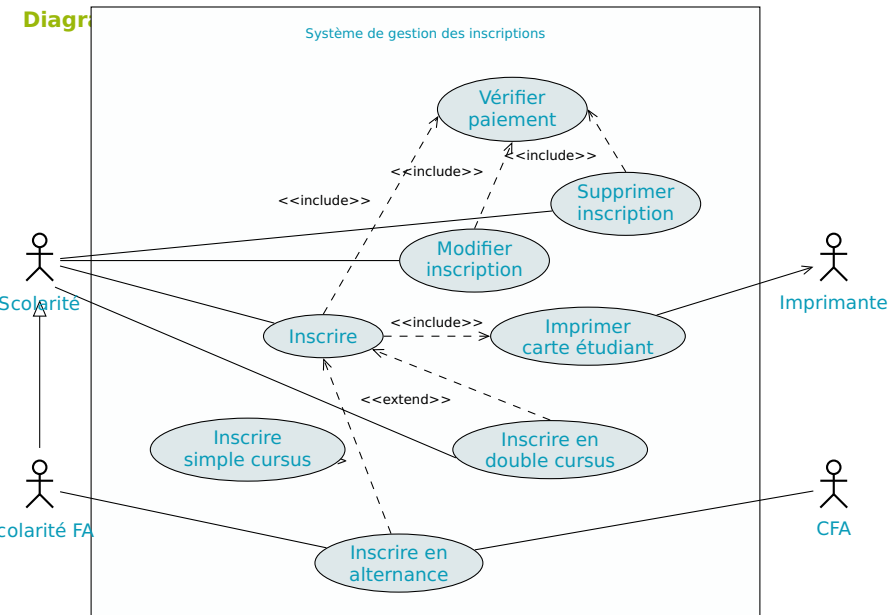 Diagra
Système de gestion des inscriptions
Vérifier
paiement
<<include>>
<<include>>
<<include>>
Supprimer
inscription
Modifier
inscription
Scolarité
Imprimante
Inscrire
<<include>>
Imprimer
carte étudiant
<<extend>>
Inscrire
simple cursus
Inscrire en
double cursus
colarité FA
CFA
Inscrire en
alternance